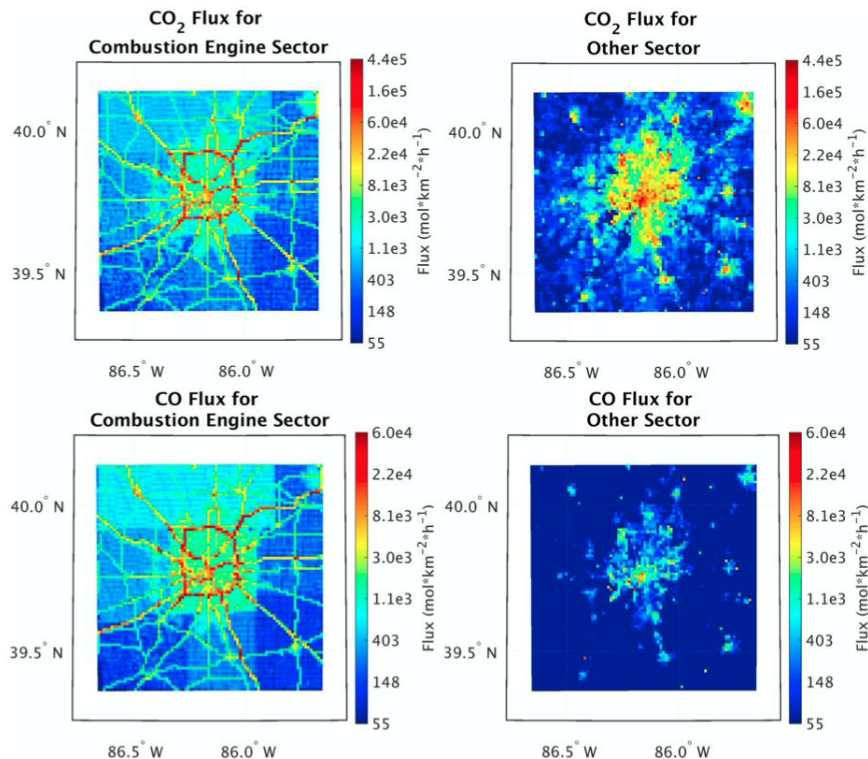 CO2 Flux for
Combustion Engine Sector
4.4e5
1.6e5
6.0e4
2.2e4
8.1e3
3.0e3
1.1e3
403
148
55
Flux (mol*km−2*h−1)
40.0° N
39.5° N
86.5° W
86.0° W
CO2 Flux for
Other Sector
4.4e5
1.6e5
6.0e4
2.2e4
8.1e3
3.0e3
1.1e3
403
148
55
Flux (mol*km−2*h−1)
40.0° N
39.5° N
86.5° W
86.0° W
CO Flux for
Combustion Engine Sector
6.0e4
2.2e4
8.1e3
3.0e3
1.1e3
403
148
55
Flux (mol*km−2*h−1)
40.0° N
39.5° N
86.5° W
86.0° W
CO Flux for
Other Sector
6.0e4
2.2e4
8.1e3
3.0e3
1.1e3
403
148
55
Flux (mol*km−2*h−1)
40.0° N
39.5° N
86.5° W
86.0° W